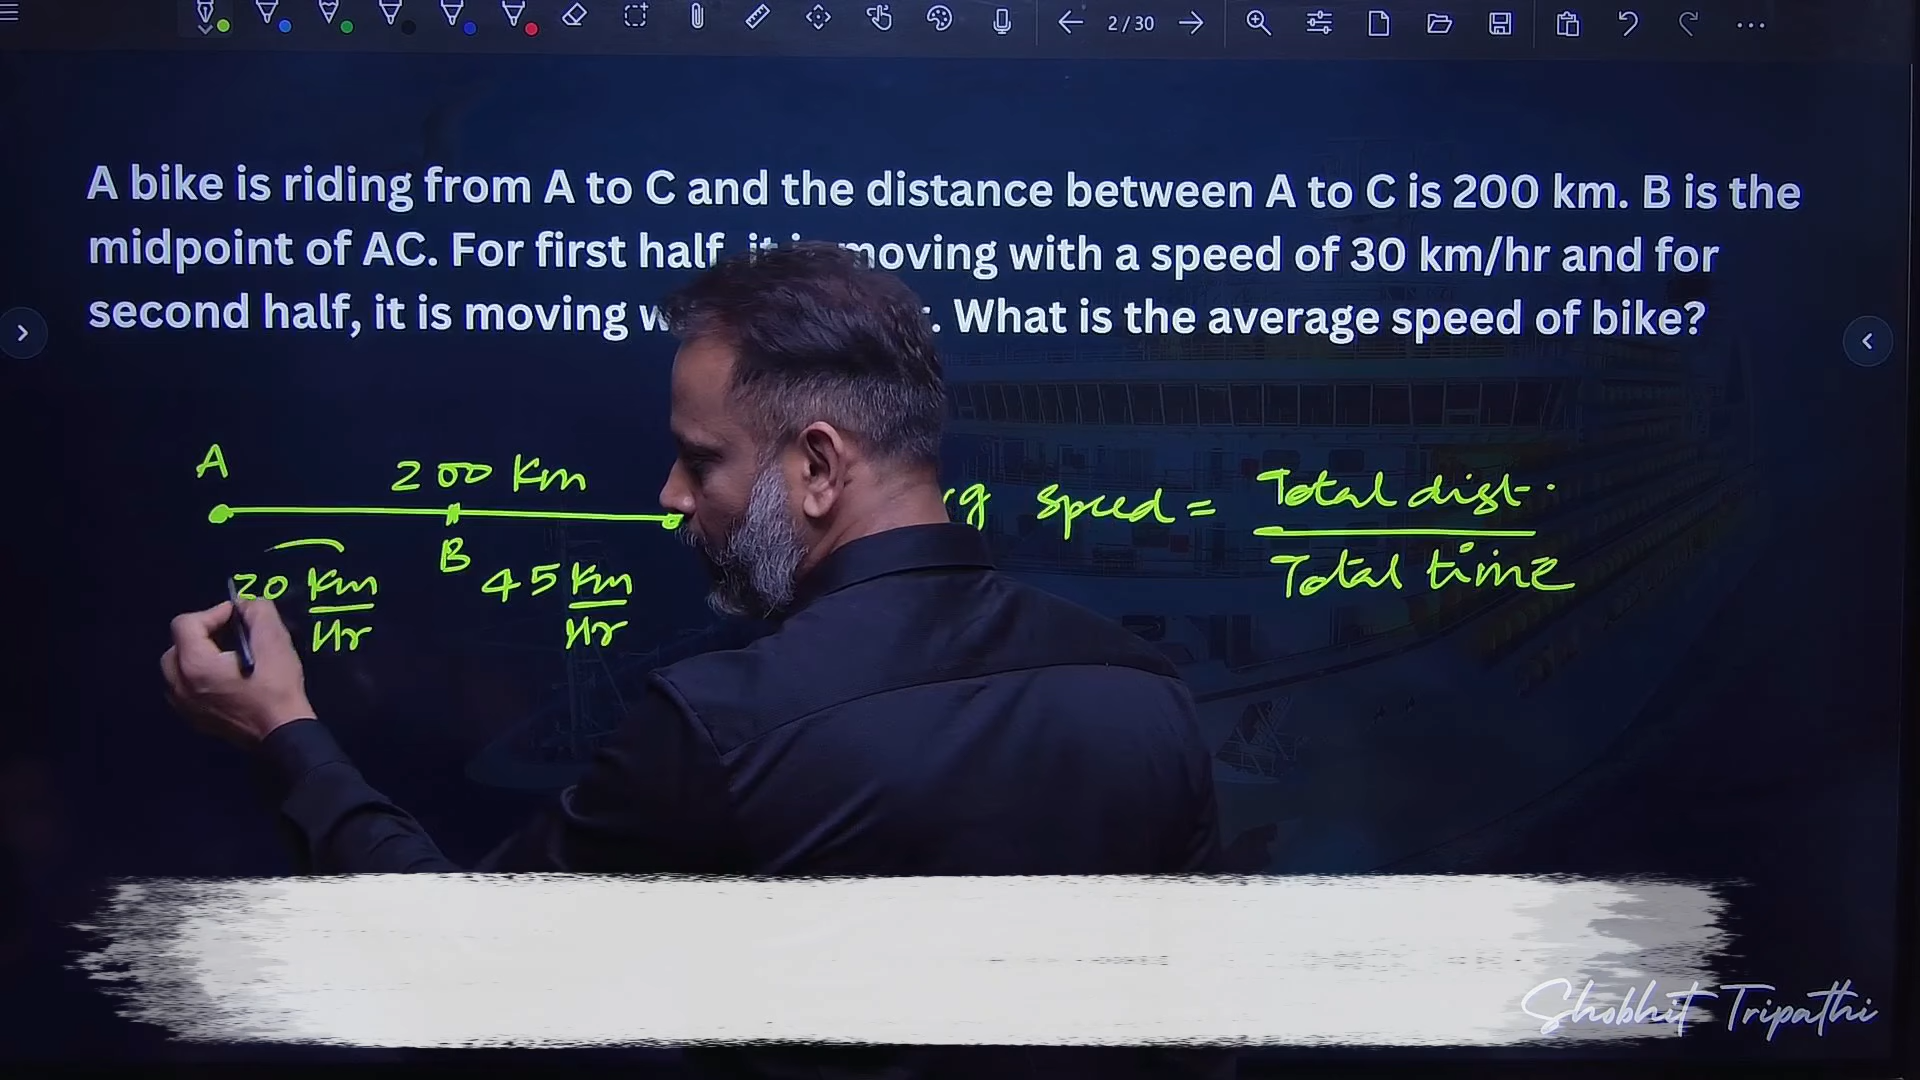 2 / 30
A bike is riding from A to C and the distance between A to C is 200 km. B is the
midpoint of AC. For first half, it is moving with a speed of 30 km/hr and for
second half, it is moving . What is the average speed of bike?
A
200 Km
B
30 Km
Hr
45 Km
Hr
speed = Total dist.
Total time
Shobhit Tripathi